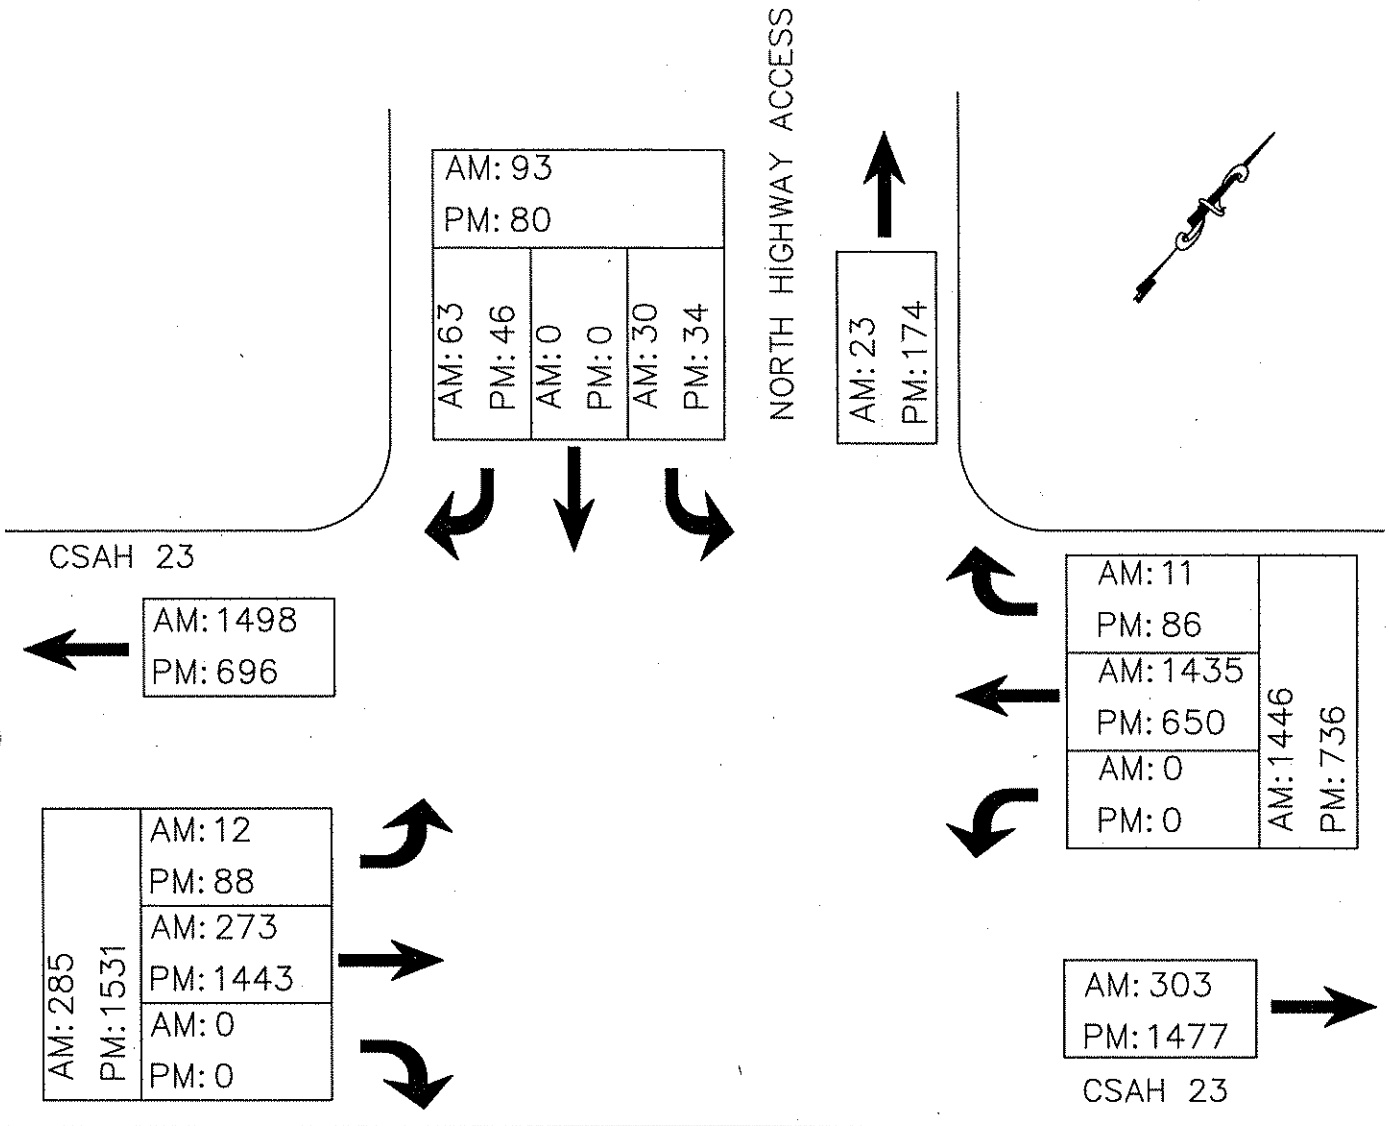 NORTH HIGHWAY ACCESS
AM: 93
PM: 80
AM: 63
PM: 46
AM: 0
PM: 0
AM: 30
PM: 34
AM: 23
PM: 174
CSAH 23
AM: 1498
PM: 696
AM: 11
PM: 86
AM: 1435
PM: 650
AM: 0
PM: 0
AM: 1446
PM: 736
AM: 285
PM: 1531
AM: 12
PM: 88
AM: 273
PM: 1443
AM: 0
PM: 0
AM: 303
PM: 1477
CSAH 23